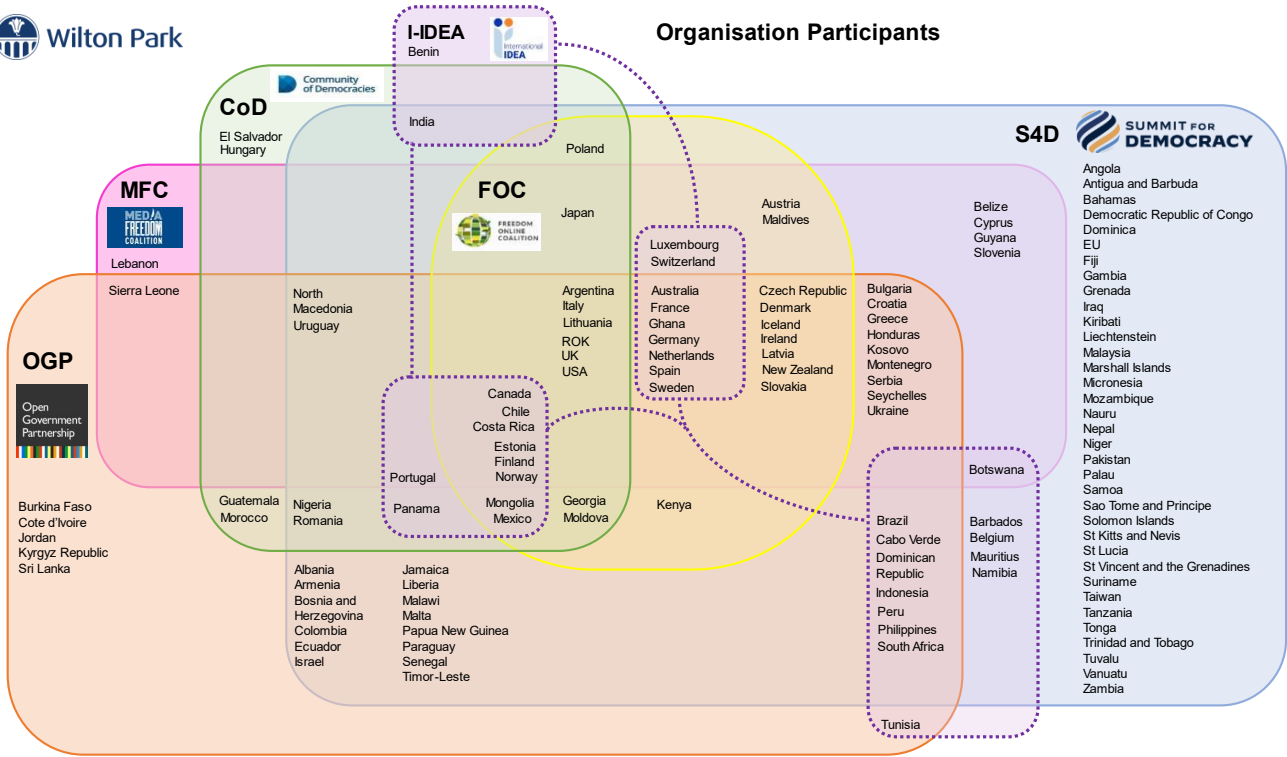 Wilton Park
Organisation Participants
I-IDEA
Benin
International
IDEA
Community
of Democracies
CoD
El Salvador
Hungary
India
Poland
S4D
SUMMIT FOR
DEMOCRACY
MFC
MEDIA
FREEDOM
COALITION
Lebanon
Sierra Leone
FOC
FREEDOM
ONLINE
COALITION
Japan
Austria
Maldives
Belize
Cyprus
Guyana
Slovenia
Luxembourg
Switzerland
North
Macedonia
Uruguay
Argentina
Italy
Lithuania
ROK
UK
USA
Australia
France
Ghana
Germany
Netherlands
Spain
Sweden
Czech Republic
Denmark
Iceland
Ireland
Latvia
New Zealand
Slovakia
Bulgaria
Croatia
Greece
Honduras
Kosovo
Montenegro
Serbia
Seychelles
Ukraine
OGP
Open
Government
Partnership
Burkina Faso
Cote d'Ivoire
Jordan
Kyrgyz Republic
Sri Lanka
Canada
Chile
Costa Rica
Estonia
Finland
Norway
Portugal
Panama
Mongolia
Mexico
Guatemala
Morocco
Nigeria
Romania
Georgia
Moldova
Kenya
Botswana
Brazil
Cabo Verde
Dominican
Republic
Indonesia
Peru
Philippines
South Africa
Barbados
Belgium
Mauritius
Namibia
Tunisia
Albania
Armenia
Bosnia and
Herzegovina
Colombia
Ecuador
Israel
Jamaica
Liberia
Malawi
Malta
Papua New Guinea
Paraguay
Senegal
Timor-Leste
Angola
Antigua and Barbuda
Bahamas
Democratic Republic of Congo
Dominica
EU
Fiji
Gambia
Grenada
Iraq
Kiribati
Liechtenstein
Malaysia
Marshall Islands
Micronesia
Mozambique
Nauru
Nepal
Niger
Pakistan
Palau
Samoa
Sao Tome and Principe
Solomon Islands
St Kitts and Nevis
St Lucia
St Vincent and the Grenadines
Suriname
Taiwan
Tanzania
Tonga
Trinidad and Tobago
Tuvalu
Vanuatu
Zambia